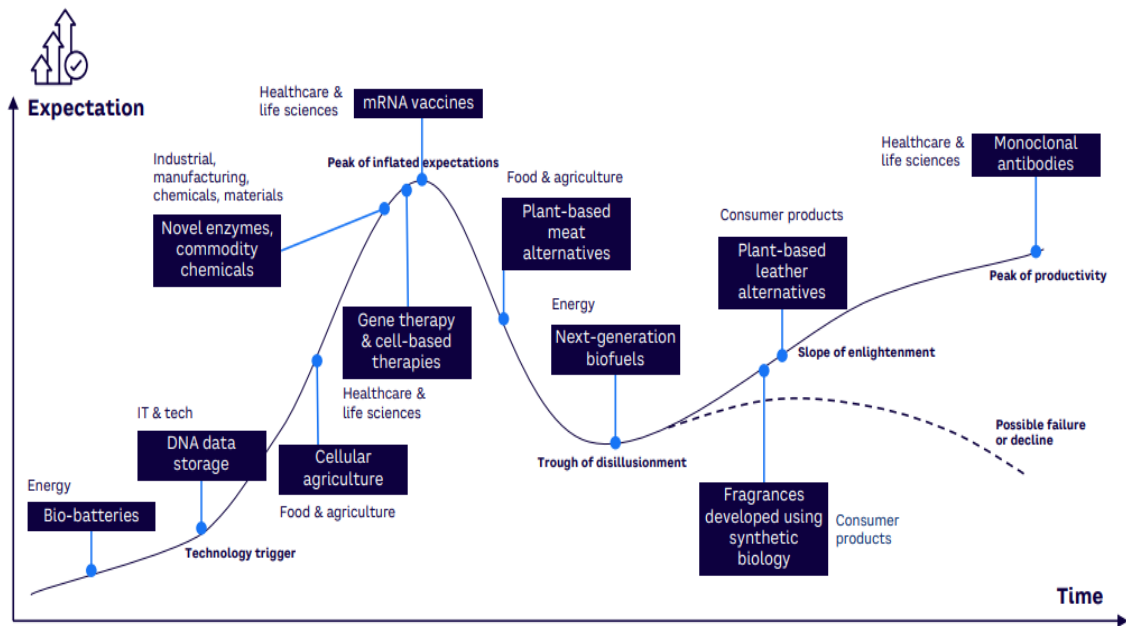 Expectation
Healthcare &
life sciences
mRNA vaccines
Peak of inflated expectations
Industrial,
manufacturing,
chemicals, materials
Novel enzymes,
commodity
chemicals
Food & agriculture
Plant-based
meat
alternatives
Healthcare &
life sciences
Monoclonal
antibodies
Peak of productivity
Consumer products
Plant-based
leather
alternatives
Slope of enlightenment
Gene therapy
& cell-based
therapies
Healthcare &
life sciences
Energy
Next-generation
biofuels
Trough of disillusionment
Possible failure
or decline
IT & tech
DNA data
storage
Cellular
agriculture
Food & agriculture
Energy
Bio-batteries
Technology trigger
Fragrances
developed using
synthetic
biology
Consumer
products
Time